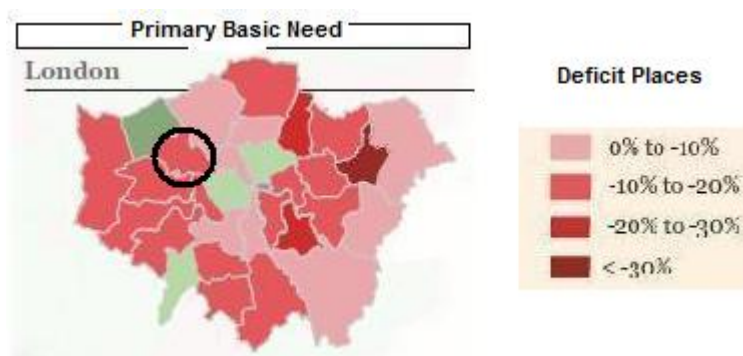 Primary Basic Need
London
Deficit Places
0% to -10%
-10% to -20%
-20% to -30%
< -30%